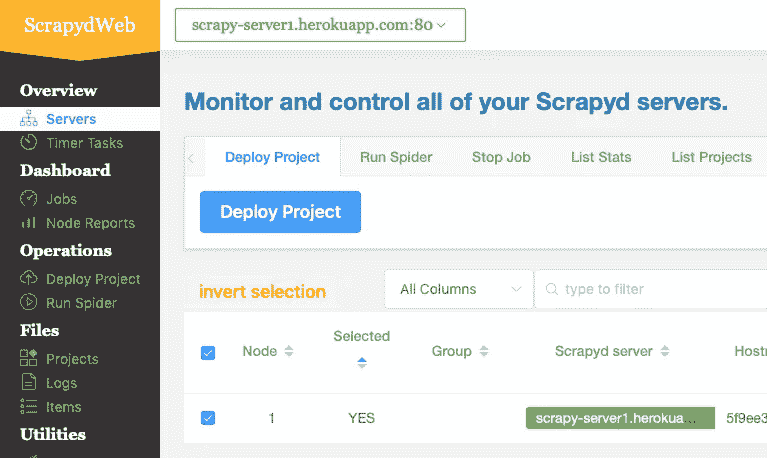 ScrapydWeb
scrapy-server1.herokuapp.com:80
Overview
Servers
Timer Tasks
Dashboard
Jobs
Node Reports
Operations
Deploy Project
Run Spider
Files
Projects
Logs
Items
Utilities
Monitor and control all of your Scrapyd servers.
Deploy Project Run Spider Stop Job List Stats List Projects
Deploy Project
invert selection All Columns type to filter
Node Selected Group Scrapyd server Host
1 YES scrapy-server1.herokua... 5f9ee3